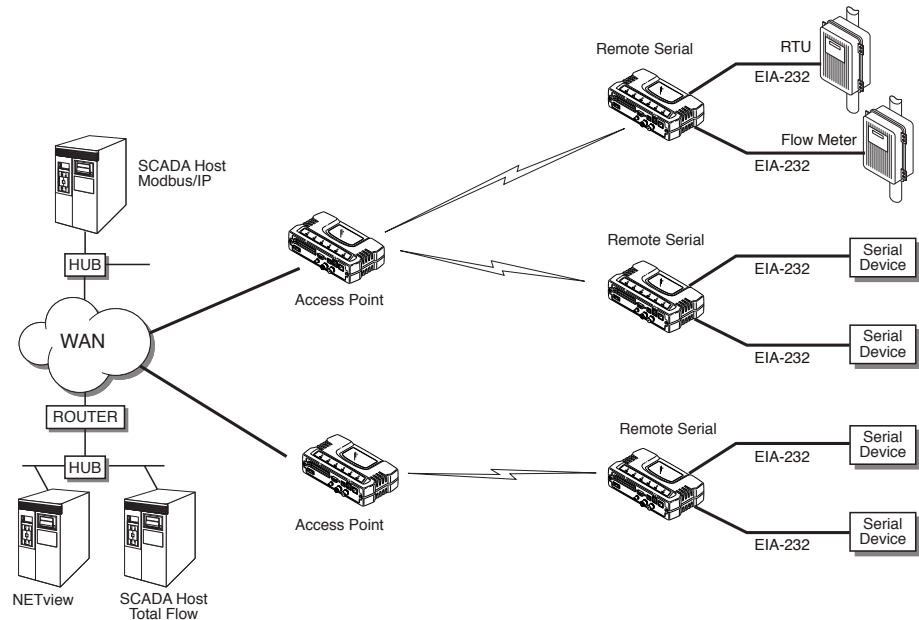 Remote Serial
RTU
EIA-232
Flow Meter
EIA-232
SCADA Host
Modbus/IP
HUB
Access Point
Remote Serial
EIA-232
Serial
Device
EIA-232
Serial
Device
WAN
ROUTER
HUB
Access Point
Remote Serial
EIA-232
Serial
Device
EIA-232
Serial
Device
NETview
SCADA Host
Total Flow